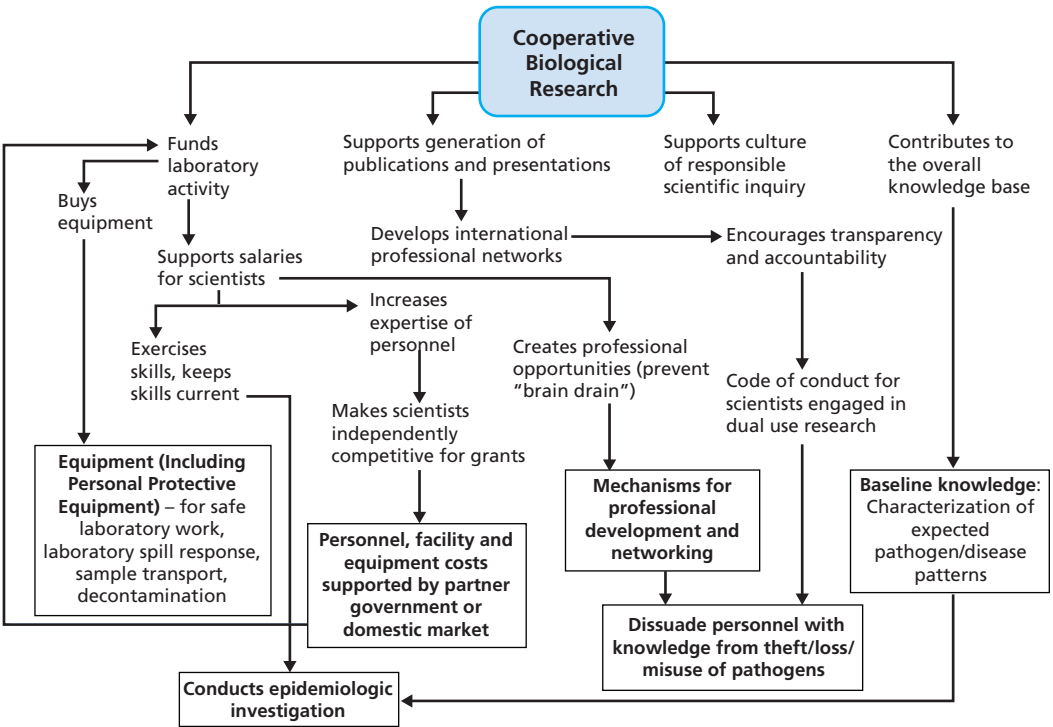 Cooperative
Biological
Research
Funds
laboratory
activity
Supports generation of
publications and presentations
Supports culture
of responsible
scientific inquiry
Contributes to
the overall
knowledge base
Buys
equipment
Develops international
professional networks
Encourages transparency
and accountability
Supports salaries
for scientists
Increases
expertise of
personnel
Exercises
skills, keeps
skills current
Creates professional
opportunities (prevent
“brain drain”)
Code of conduct for
scientists engaged in
dual use research
Makes scientists
independently
competitive for grants
Equipment (Including
Personal Protective
Equipment) – for safe
laboratory work,
laboratory spill response,
sample transport,
decontamination
Mechanisms for
professional
development and
networking
Baseline knowledge:
Characterization of
expected
pathogen/disease
patterns
Personnel, facility and
equipment costs
supported by partner
government or
domestic market
Dissuade personnel with
knowledge from theft/loss/
misuse of pathogens
Conducts epidemiologic
investigation